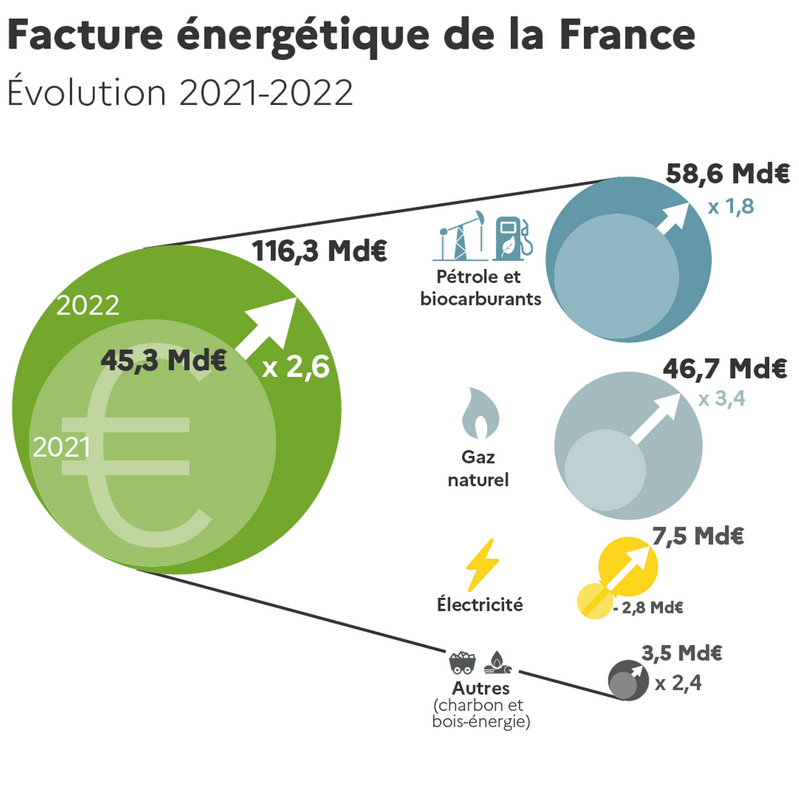 Facture énergétique de la France
Évolution 2021-2022
58,6 Md€
x 1,8
116,3 Md€
Pétrole et
biocarburants
2022
45,3 Md€
x 2,6
46,7 Md€
x 3,4
2021
€
Gaz
naturel
7,5 Md€
Électricité
- 2,8 Md€
3,5 Md€
x 2,4
Autres
(charbon et
bois-énergie)